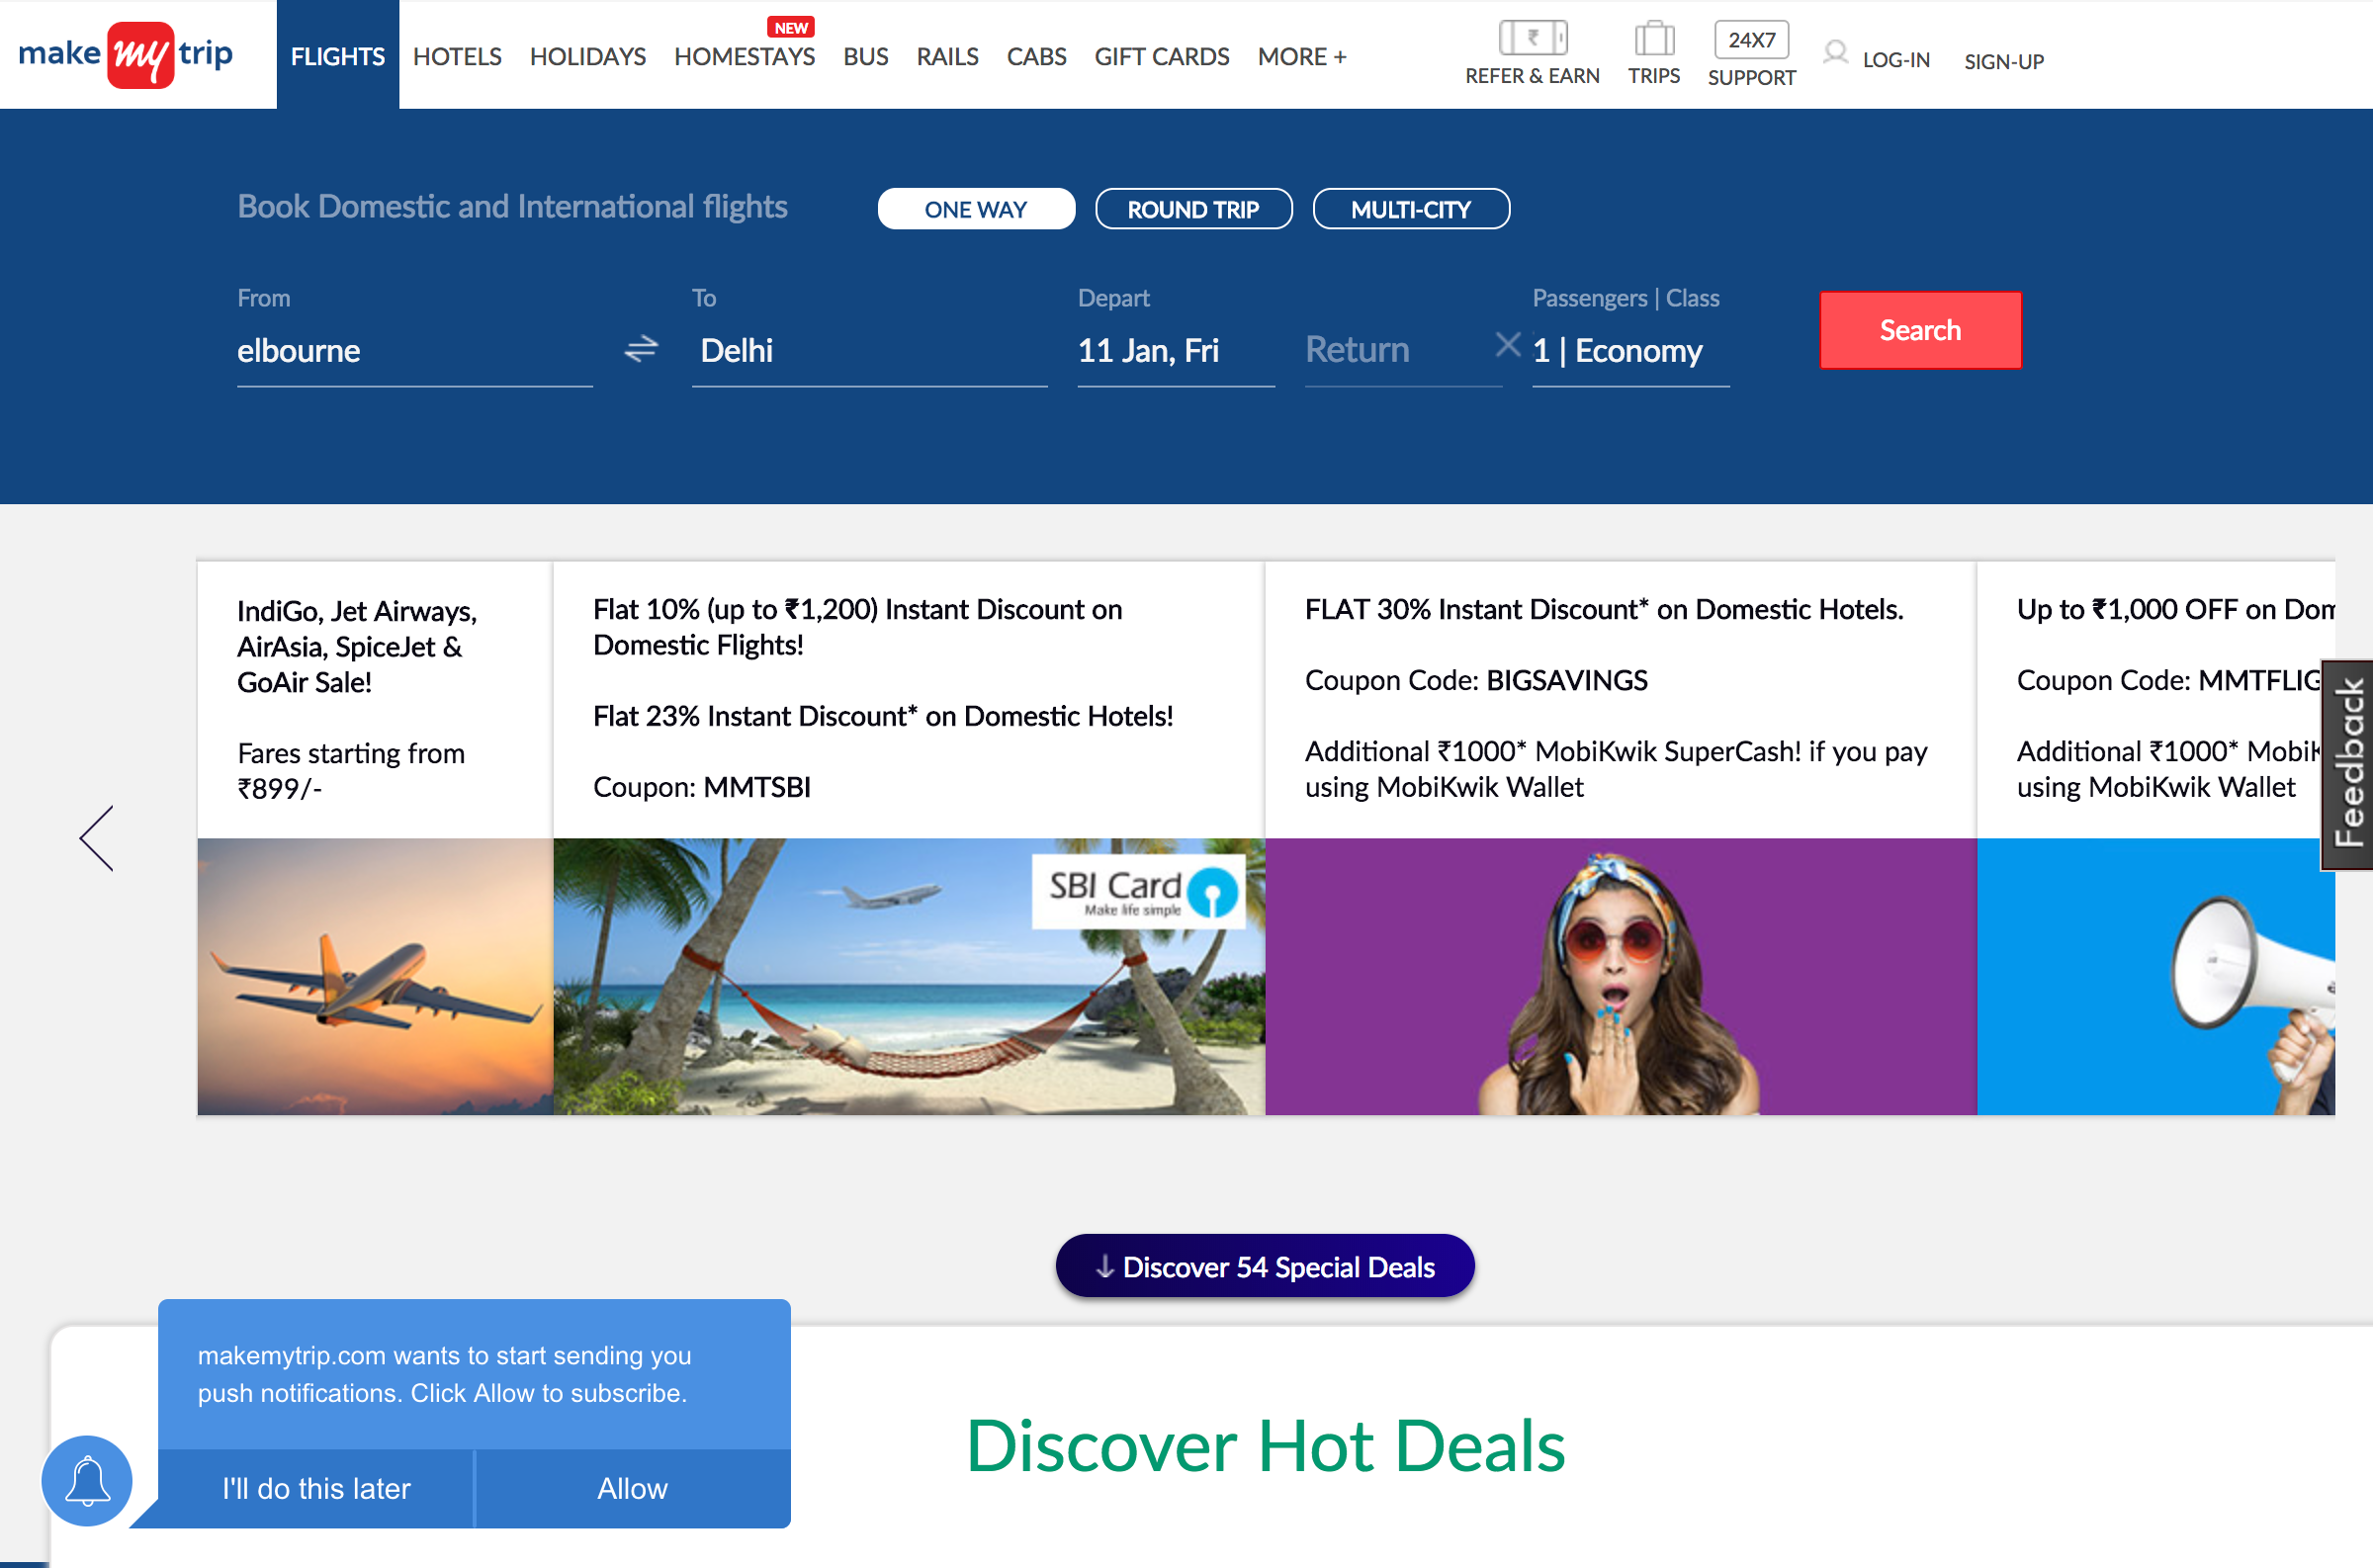 make my trip
FLIGHTS HOTELS HOLIDAYS HOMESTAYS NEW BUS RAILS CABS GIFT CARDS MORE +
₹ REFER & EARN TRIPS 24X7 SUPPORT LOG-IN SIGN-UP
Book Domestic and International flights ONE WAY ROUND TRIP MULTI-CITY
From To Depart Passengers | Class
elbourne Delhi 11 Jan, Fri Return 1 | Economy Search
IndiGo, Jet Airways,
AirAsia, SpiceJet &
GoAir Sale!
Fares starting from
₹899/-
Flat 10% (up to ₹1,200) Instant Discount on
Domestic Flights!
Flat 23% Instant Discount* on Domestic Hotels!
Coupon: MMTSBI
SBI Card
Make life simple
FLAT 30% Instant Discount* on Domestic Hotels.
Coupon Code: BIGSAVINGS
Additional ₹1000* MobiKwik SuperCash! if you pay
using MobiKwik Wallet
Up to ₹1,000 OFF on Dom
Coupon Code: MMTFLIG
Additional ₹1000* MobiK
using MobiKwik Wallet
Feedback
Discover 54 Special Deals
makemytrip.com wants to start sending you
push notifications. Click Allow to subscribe.
I'll do this later Allow
Discover Hot Deals